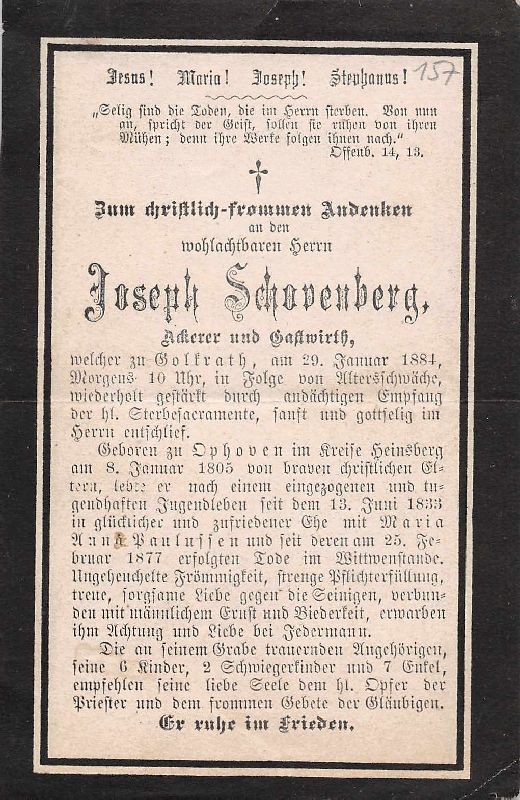 Jesus! Maria! Joseph! Stephanus! 157
„Selig sind die Toden, die im Herrn sterben. Von nun
an, spricht der Geist, sollen sie ruhen von ihren
Mühen; denn ihre Werke folgen ihnen nach."
Offenb. 14, 13.
†
Zum christlich-frommen Andenken
an den
wohlachtbaren Herrn
Joseph Schovenberg,
Ackerer und Gastwirth,
welcher zu Golkrath, am 29. Januar 1884,
Morgens 10 Uhr, in Folge von Altersschwäche,
wiederholt gestärkt durch andächtigen Empfang
der hl. Sterbesacramente, sanft und gottselig im
Herrn entschlief.
Geboren zu Ophoven im Kreise Heinsberg
am 8. Januar 1805 von braven christlichen El-
tern, lebte er nach einem eingezogenen und tu-
gendhaften Jugendleben seit dem 13. Juni 1833
in glücklicher und zufriedener Ehe mit Maria
Anna Paulussen und seit deren am 25. Fe-
bruar 1877 erfolgten Tode im Wittwenstande.
Ungeheuchelte Frömmigkeit, strenge Pflichterfüllung,
treue, sorgsame Liebe gegen die Seinigen, verbun-
den mit männlichem Ernst und Biederkeit, erwarben
ihm Achtung und Liebe bei Jedermann.
Die an seinem Grabe trauernden Angehörigen,
seine 6 Kinder, 2 Schwiegerkinder und 7 Enkel,
empfehlen seine liebe Seele dem hl. Opfer der
Priester und dem frommen Gebete der Gläubigen.
Er ruhe im Frieden.